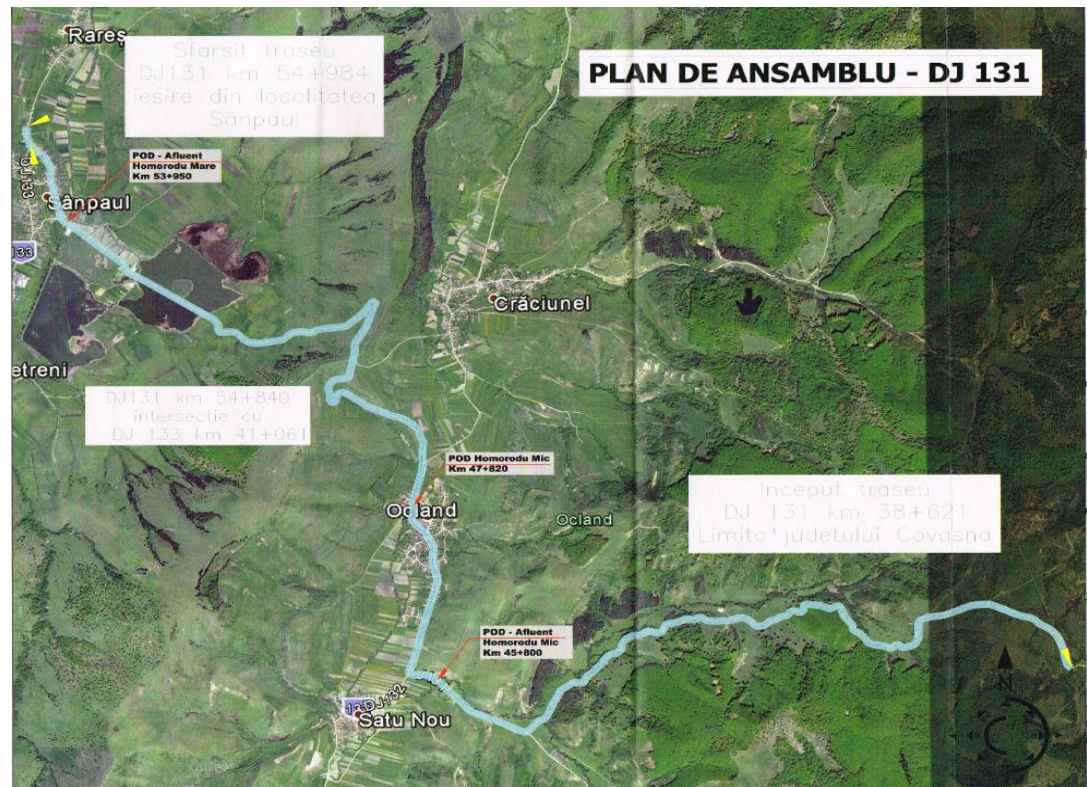 Rareș
Sfarsit traseu
DJ131 km 54+984
iesire din localitatea
Sânpaul
PLAN DE ANSAMBLU - DJ 131
POD - Afluent
Homorodu Mare
Km 53+950
DJ133
Sânpaul
133
Crăciunel
etreni
DJ131 km 54+840
intersectie cu
DJ 133 km 41+061
POD Homorodu Mic
Km 47+820
Ocland
Ocland
Inceput traseu
DJ 131 km 38+621
Limita judetului Covasna
POD - Afluent
Homorodu Mic
Km 45+800
DJ132
Satu Nou
N